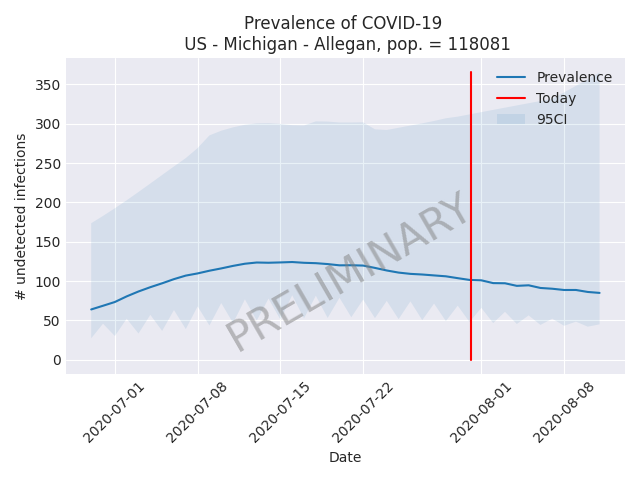 Prevalence of COVID-19
US - Michigan - Allegan, pop. = 118081
# undetected infections
350
300
250
200
150
100
50
0
Prevalence
Today
95CI
PRELIMINARY
2020-07-01
2020-07-08
2020-07-15
2020-07-22
2020-08-01
2020-08-08
Date